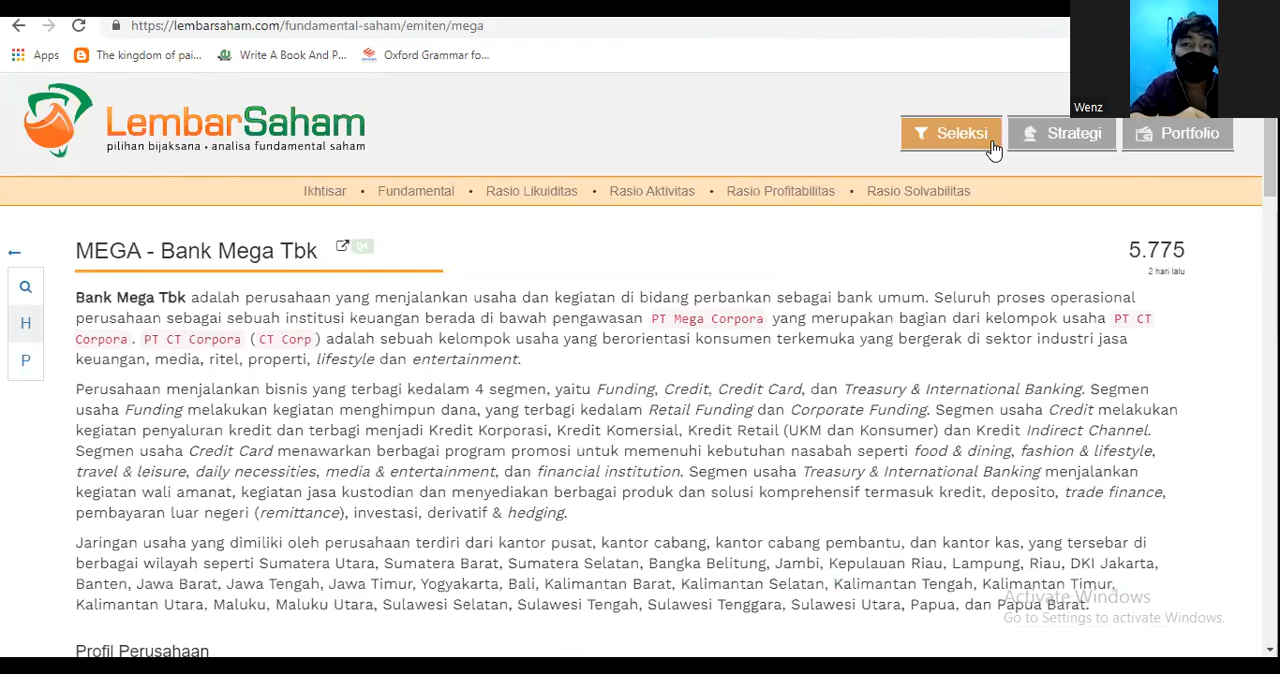 https://lembarsaham.com/fundamental-saham/emiten/mega
Apps The kingdom of pai... Write A Book And P... Oxford Grammar fo...
Wenz
LembarSaham
pilihan bijaksana • analisa fundamental saham
Seleksi Strategi Portfolio
Ikhtisar • Fundamental • Rasio Likuiditas • Rasio Aktivitas • Rasio Profitabilitas • Rasio Solvabilitas
MEGA - Bank Mega Tbk Q4
5.775
2 hari lalu
H
P
Bank Mega Tbk adalah perusahaan yang menjalankan usaha dan kegiatan di bidang perbankan sebagai bank umum. Seluruh proses operasional
perusahaan sebagai sebuah institusi keuangan berada di bawah pengawasan PT Mega Corpora yang merupakan bagian dari kelompok usaha PT CT
Corpora. PT CT Corpora (CT Corp) adalah sebuah kelompok usaha yang berorientasi konsumen terkemuka yang bergerak di sektor industri jasa
keuangan, media, ritel, properti, lifestyle dan entertainment.
Perusahaan menjalankan bisnis yang terbagi kedalam 4 segmen, yaitu Funding, Credit, Credit Card, dan Treasury & International Banking. Segmen
usaha Funding melakukan kegiatan menghimpun dana, yang terbagi kedalam Retail Funding dan Corporate Funding. Segmen usaha Credit melakukan
kegiatan penyaluran kredit dan terbagi menjadi Kredit Korporasi, Kredit Komersial, Kredit Retail (UKM dan Konsumer) dan Kredit Indirect Channel.
Segmen usaha Credit Card menawarkan berbagai program promosi untuk memenuhi kebutuhan nasabah seperti food & dining, fashion & lifestyle,
travel & leisure, daily necessities, media & entertainment, dan financial institution. Segmen usaha Treasury & International Banking menjalankan
kegiatan wali amanat, kegiatan jasa kustodian dan menyediakan berbagai produk dan solusi komprehensif termasuk kredit, deposito, trade finance,
pembayaran luar negeri (remittance), investasi, derivatif & hedging.
Jaringan usaha yang dimiliki oleh perusahaan terdiri dari kantor pusat, kantor cabang, kantor cabang pembantu, dan kantor kas, yang tersebar di
berbagai wilayah seperti Sumatera Utara, Sumatera Barat, Sumatera Selatan, Bangka Belitung, Jambi, Kepulauan Riau, Lampung, Riau, DKI Jakarta,
Banten, Jawa Barat, Jawa Tengah, Jawa Timur, Yogyakarta, Bali, Kalimantan Barat, Kalimantan Selatan, Kalimantan Tengah, Kalimantan Timur,
Kalimantan Utara, Maluku, Maluku Utara, Sulawesi Selatan, Sulawesi Tengah, Sulawesi Tenggara, Sulawesi Utara, Papua, dan Papua Barat.
Activate Windows
Go to Settings to activate Windows.
Profil Perusahaan